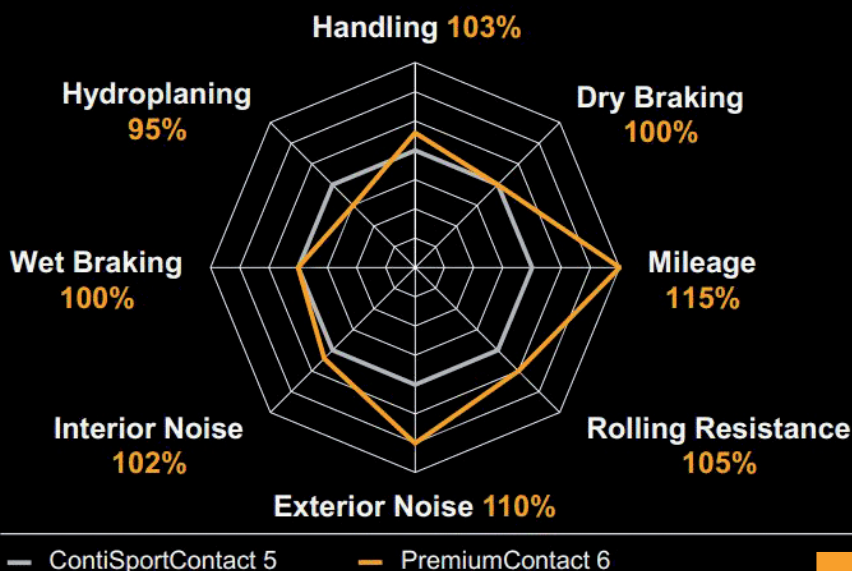 Handling 103%
Hydroplaning
95%
Dry Braking
100%
Wet Braking
100%
Mileage
115%
Interior Noise
102%
Rolling Resistance
105%
Exterior Noise 110%
ContiSportContact 5
PremiumContact 6